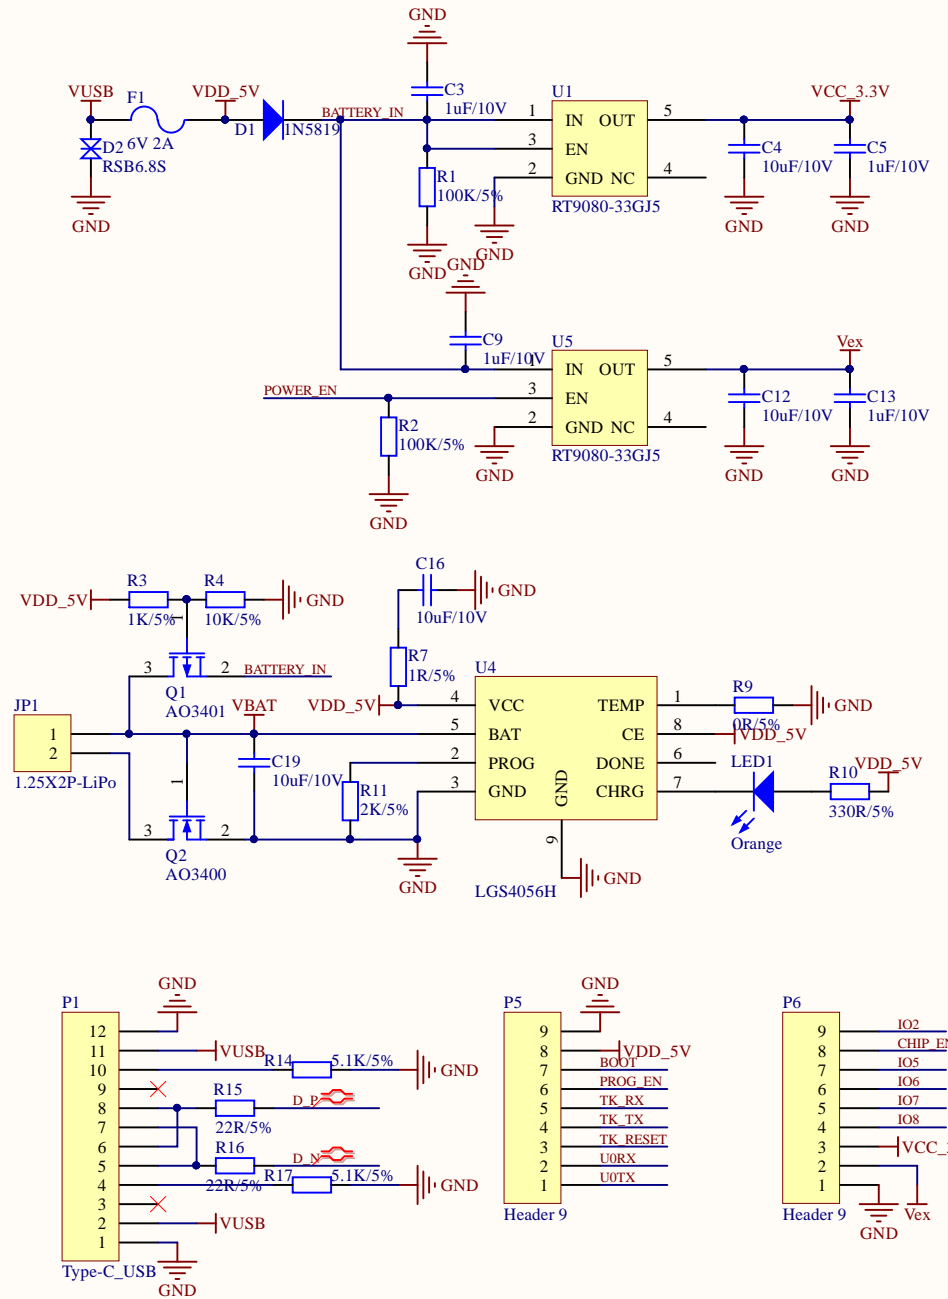 GND
VUSB
F1
VDD_5V
D1
1N5819
BATTERY_IN
C3
1uF/10V
D2
6V 2A
RSB6.8S
GND
R1
100K/5%
GND
U1
1
IN
OUT
5
3
EN
2
GND
NC
4
RT9080-33GJ5
GND
VCC_3.3V
C4
10uF/10V
GND
C5
1uF/10V
GND
GND
C9
1uF/10V
U5
1
IN
OUT
5
3
EN
2
GND
NC
4
RT9080-33GJ5
GND
POWER_EN
R2
100K/5%
GND
Vex
C12
10uF/10V
GND
C13
1uF/10V
GND
VDD_5V
R3
1K/5%
R4
10K/5%
GND
1
3
2
BATTERY_IN
Q1
AO3401
JP1
1
2
1.25X2P-LiPo
VBAT
C19
10uF/10V
1
3
2
Q2
AO3400
C16
10uF/10V
GND
R7
1R/5%
VDD_5V
R11
2K/5%
GND
U4
4
VCC
TEMP
1
5
BAT
CE
8
2
PROG
DONE
6
3
GND
CHRG
7
GND
9
GND
LGS4056H
R9
0R/5%
GND
VDD_5V
LED1
Orange
R10
330R/5%
VDD_5V
P1
GND
12
11
VUSB
10
R14
5.1K/5%
GND
9
8
R15
22R/5%
D_P
7
6
5
R16
22R/5%
D_N
4
R17
5.1K/5%
GND
3
2
VUSB
1
GND
Type-C_USB
P5
GND
9
8
VDD_5V
7
BOOT
6
PROG_EN
5
TK_RX
4
TK_TX
3
TK_RESET
2
U0RX
1
U0TX
Header 9
P6
9
IO2
8
CHIP_EN
7
IO5
6
IO6
5
IO7
4
IO8
3
2
Vex
1
GND
Header 9